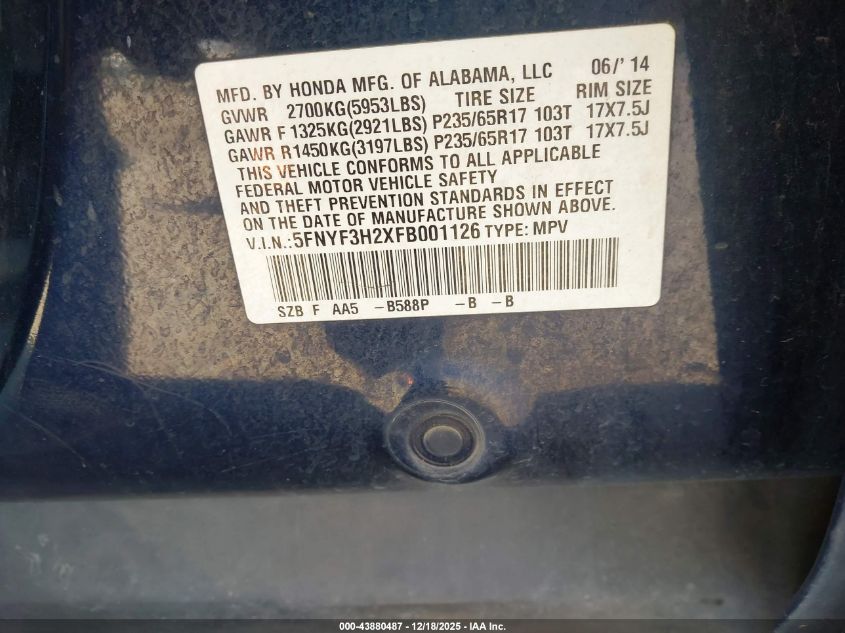 MFD. BY HONDA MFG. OF ALABAMA, LLC 06/'14
GVWR 2700KG(5953LBS) TIRE SIZE RIM SIZE
GAWR F 1325KG(2921LBS) P235/65R17 103T 17X7.5J
GAWR R1450KG(3197LBS) P235/65R17 103T 17X7.5J
THIS VEHICLE CONFORMS TO ALL APPLICABLE
FEDERAL MOTOR VEHICLE SAFETY
AND THEFT PREVENTION STANDARDS IN EFFECT
ON THE DATE OF MANUFACTURE SHOWN ABOVE.
V.I.N.:5FNYF3H2XFB001126 TYPE: MPV
SZB F AA5 -B588P -B -B
000-43880487 - 12/18/2025 - IAA Inc.